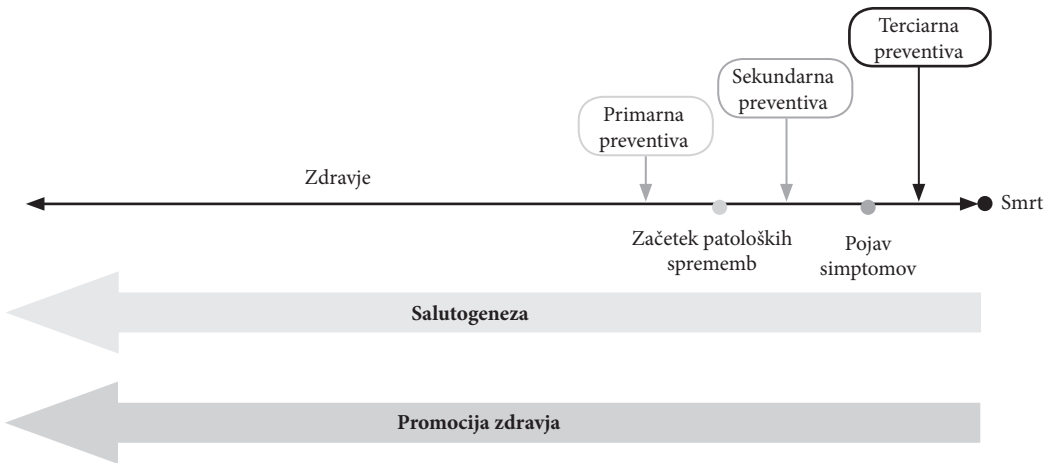 Terciarna
preventiva
Sekundarna
preventiva
Primarna
preventiva
Zdravje
Smrt
Začetek patoloških
sprememb
Pojav
simptomov
Salutogeneza
Promocija zdravja